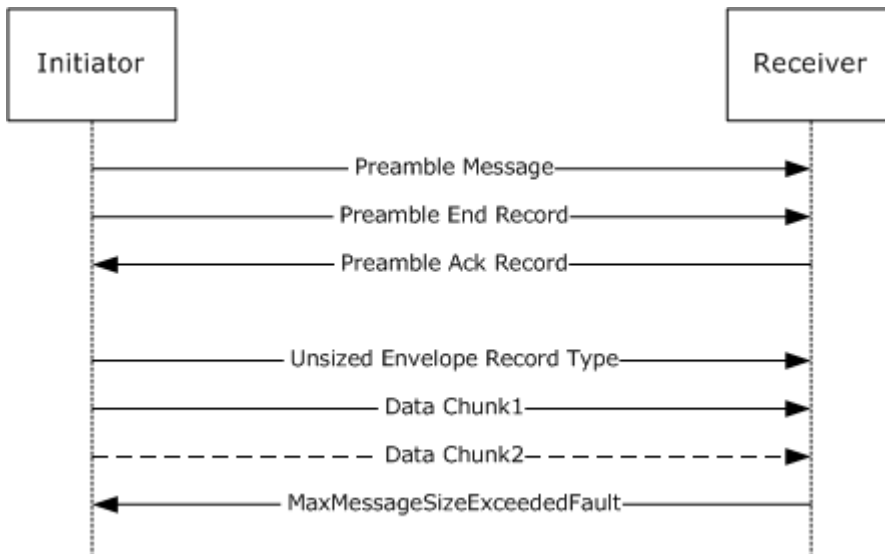 Initiator
Receiver
Preamble Message
Preamble End Record
Preamble Ack Record
Unsized Envelope Record Type
Data Chunk1
Data Chunk2
MaxMessageSizeExceededFault